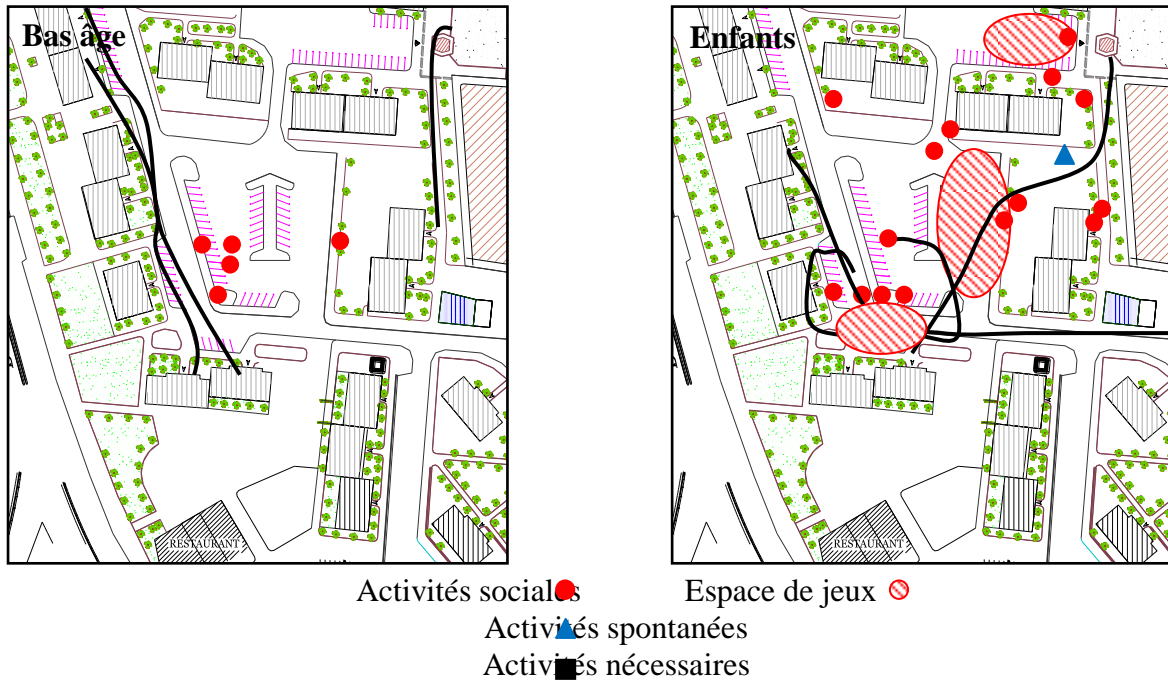 Bas âge
Enfants
RESTAURANT
RESTAURANT
Activités sociales
Espace de jeux
Activités spontanées
Activités nécessaires